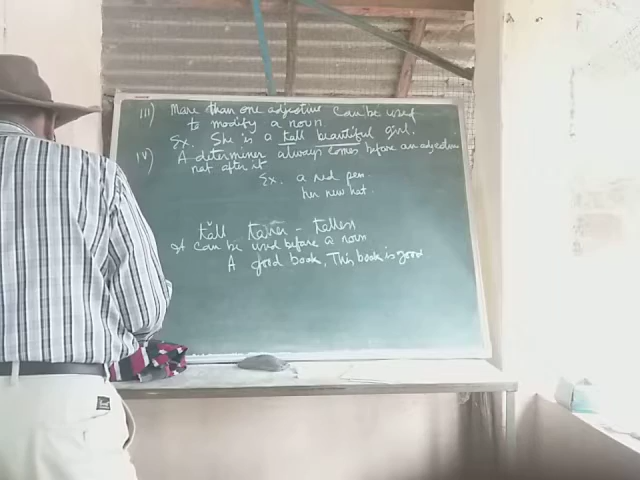 III) More than one adjective can be used
to modify a noun
Ex. She is a tall beautiful girl.
IV) A determiner always comes before an adjective
not after it
Ex. a red pen
her new hat.
tall taller - tallest
It can be used before a noun
A good book, This book is good